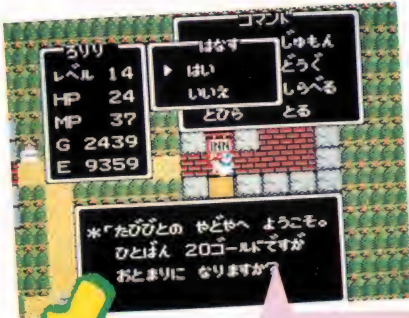 ろりり
レベル 14
HP 24
MP 37
G 2439
E 9359
コマンド
はなす じゅもん
▶ はい どうぐ
いいえ しらべる
とびら とる
INN
*「たびびとの やどやへ ようこそ。
ひとばん 20ゴールドですが
おとまりに なりますか?